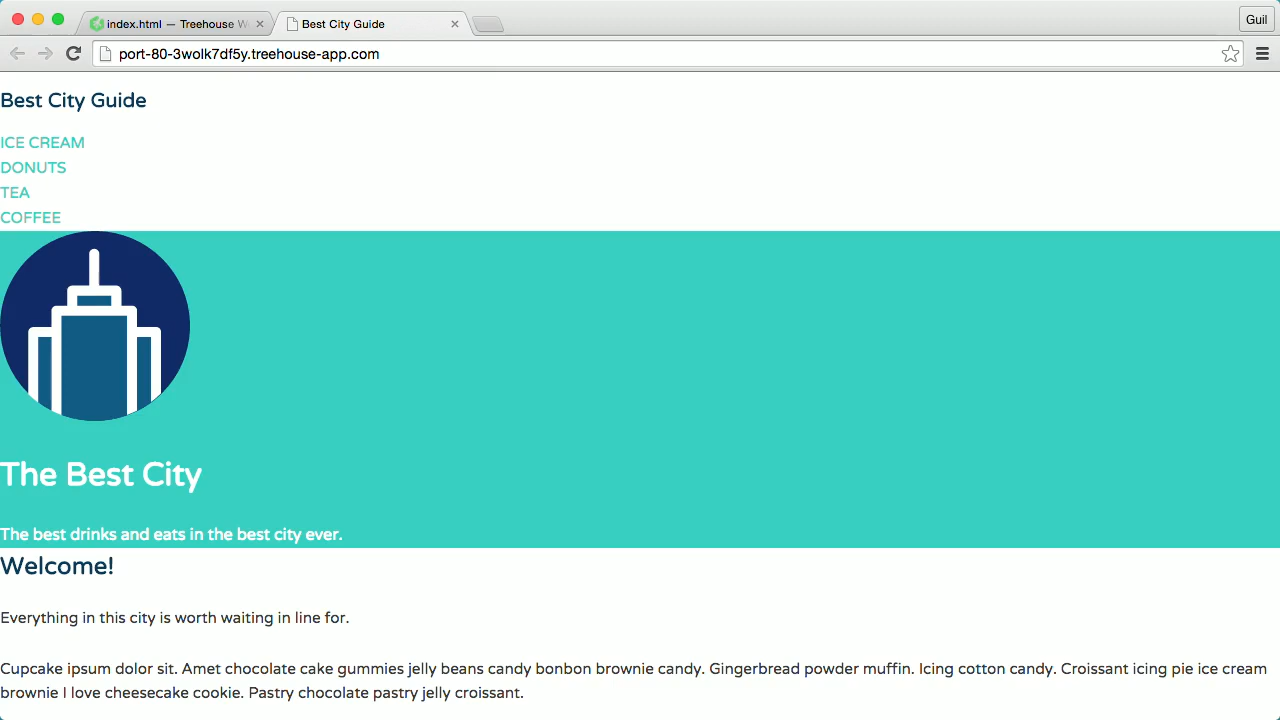 index.html — Treehouse W
Best City Guide
Guil
port-80-3wolk7df5y.treehouse-app.com
Best City Guide
ICE CREAM
DONUTS
TEA
COFFEE
The Best City
The best drinks and eats in the best city ever.
Welcome!
Everything in this city is worth waiting in line for.
Cupcake ipsum dolor sit. Amet chocolate cake gummies jelly beans candy bonbon brownie candy. Gingerbread powder muffin. Icing cotton candy. Croissant icing pie ice cream
brownie I love cheesecake cookie. Pastry chocolate pastry jelly croissant.